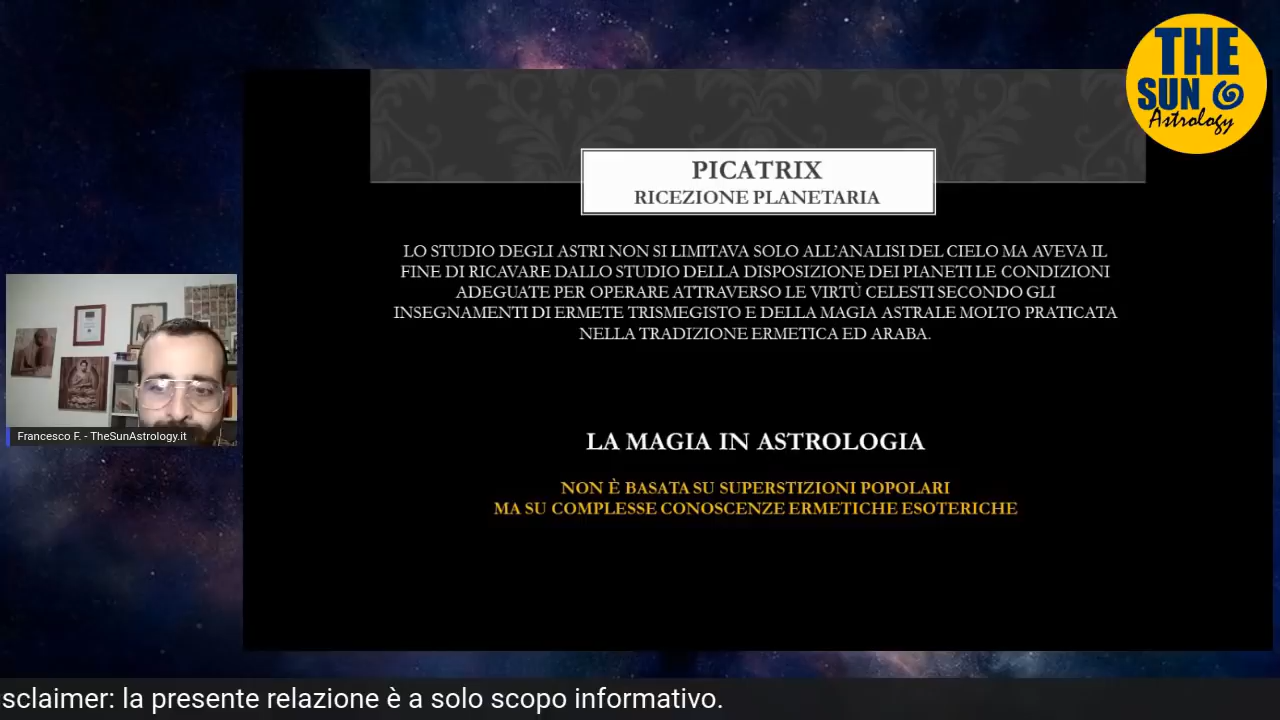 THE
SUN
Astrology
PICATRIX
RICEZIONE PLANETARIA
LO STUDIO DEGLI ASTRI NON SI LIMITAVA SOLO ALL'ANALISI DEL CIELO MA AVEVA IL
FINE DI RICAVARE DALLO STUDIO DELLA DISPOSIZIONE DEI PIANETI LE CONDIZIONI
ADEGUATE PER OPERARE ATTRAVERSO LE VIRTÙ CELESTI SECONDO GLI
INSEGNAMENTI DI ERMETE TRISMEGISTO E DELLA MAGIA ASTRALE MOLTO PRATICATA
NELLA TRADIZIONE ERMETICA ED ARABA.
LA MAGIA IN ASTROLOGIA
NON È BASATA SU SUPERSTIZIONI POPOLARI
MA SU COMPLESSE CONOSCENZE ERMETICHE ESOTERICHE
Francesco F. - TheSunAstrology.it
sclaimer: la presente relazione è a solo scopo informativo.